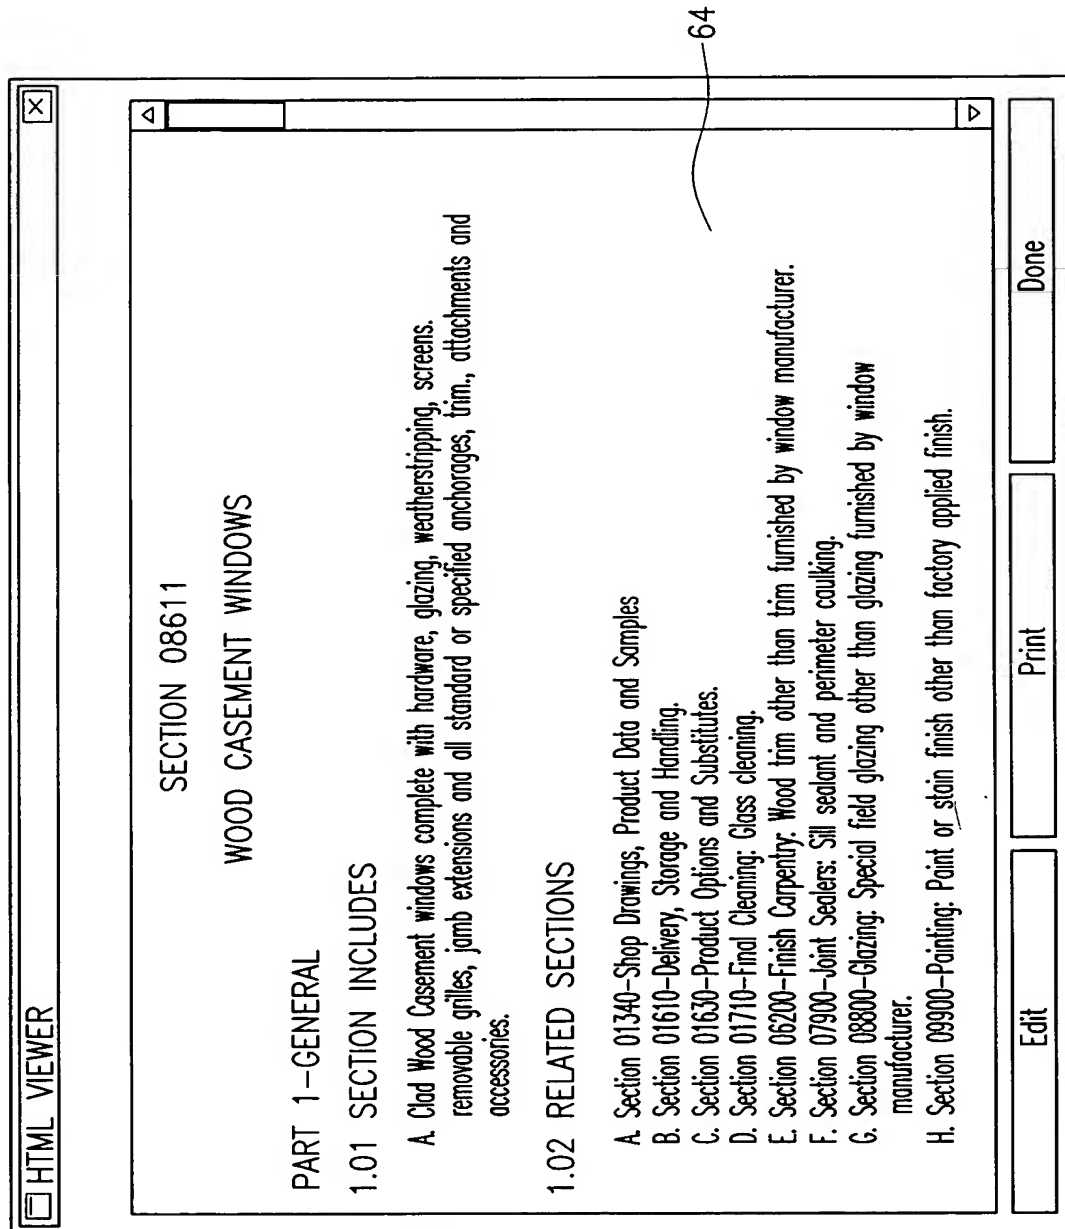 HTML VIEWER
SECTION 08611
WOOD CASEMENT WINDOWS
PART 1-GENERAL
1.01 SECTION INCLUDES
A. Clad Wood Casement windows complete with hardware, glazing, weatherstripping, screens.
removable grilles, jamb extensions and all standard or specified anchorages, trim., attachments and
accessories.
1.02 RELATED SECTIONS
A. Section 01340-Shop Drawings, Product Data and Samples
B. Section 01610-Delivery, Storage and Handling.
C. Section 01630-Product Options and Substitutes.
D. Section 01710-Final Cleaning: Glass cleaning.
E. Section 06200-Finish Carpentry: Wood trim other than trim furnished by window manufacturer.
F. Section 07900-Joint Sealers: Sill sealant and perimeter caulking.
G. Section 08800-Glazing: Special field glazing other than glazing furnished by window
manufacturer.
H. Section 09900-Painting: Paint or stain finish other than factory applied finish.
64
Edit
Print
Done